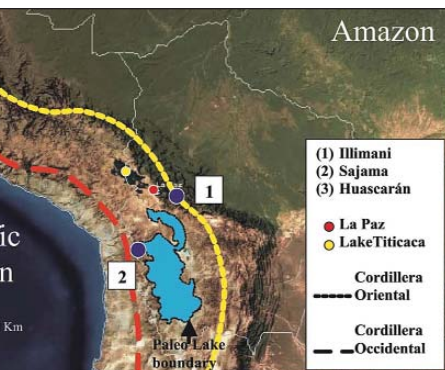 Amazon
(1) Illimani
(2) Sajama
(3) Huascarán
La Paz
LakeTiticaca
Cordillera
Oriental
Cordillera
Occidental
1
2
ic
n
Km
Paleo Lake
boundary